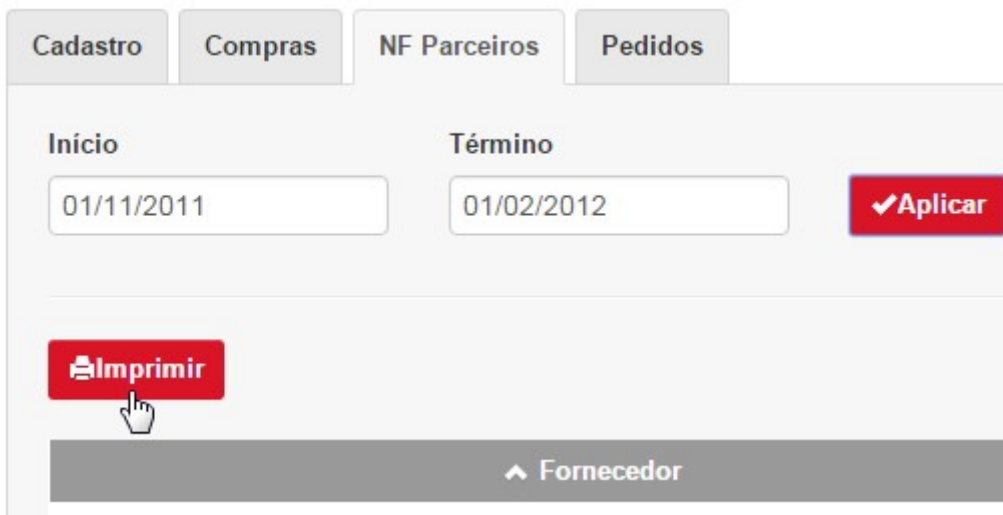 Cadastro Compras NF Parceiros Pedidos
Início Término
01/11/2011 01/02/2012 Aplicar
Imprimir
Fornecedor